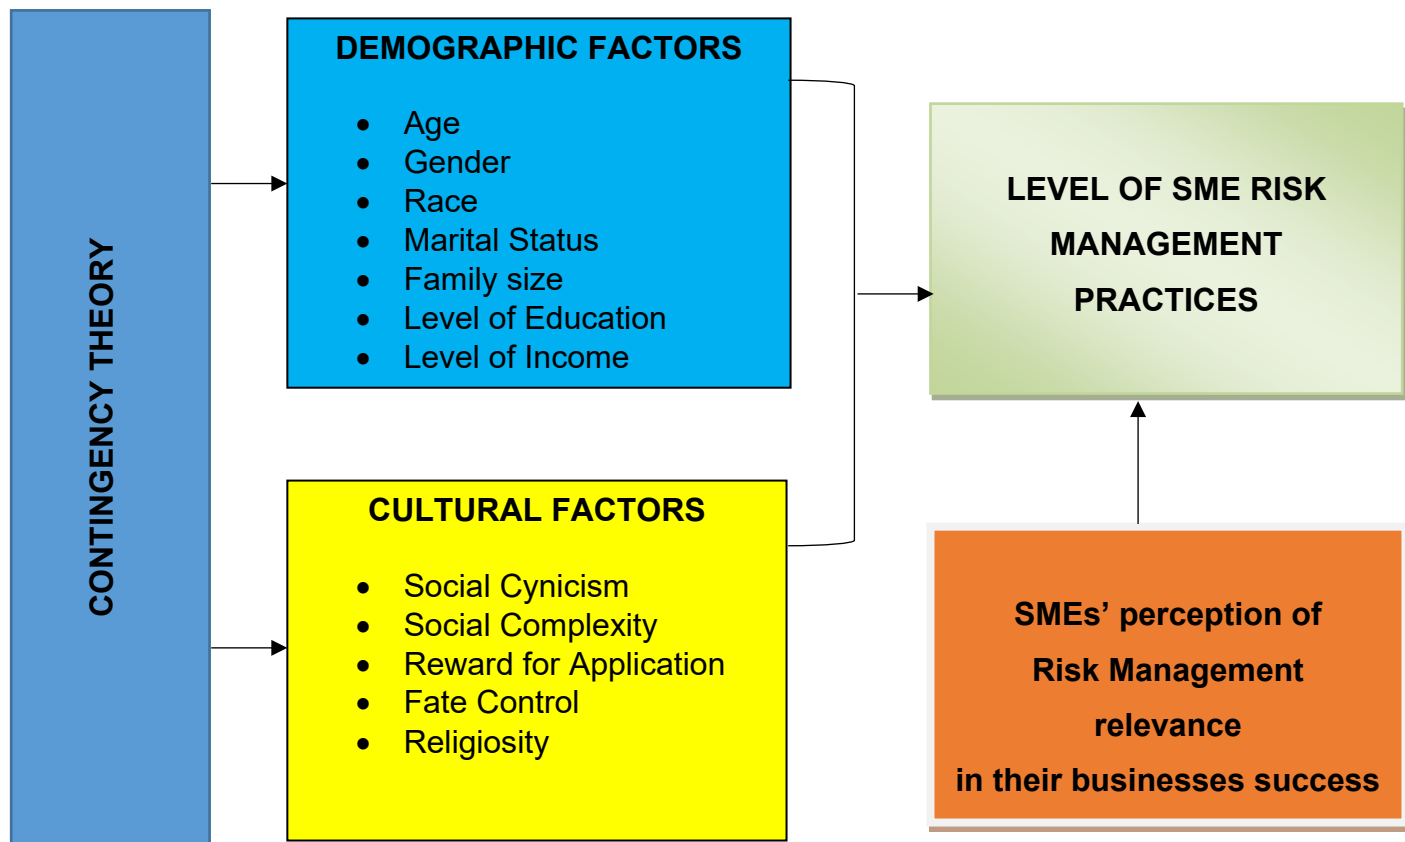 CONTINGENCY THEORY
DEMOGRAPHIC FACTORS
• Age
• Gender
• Race
• Marital Status
• Family size
• Level of Education
• Level of Income
CULTURAL FACTORS
• Social Cynicism
• Social Complexity
• Reward for Application
• Fate Control
• Religiosity
LEVEL OF SME RISK
MANAGEMENT
PRACTICES
SMEs’ perception of
Risk Management
relevance
in their businesses success